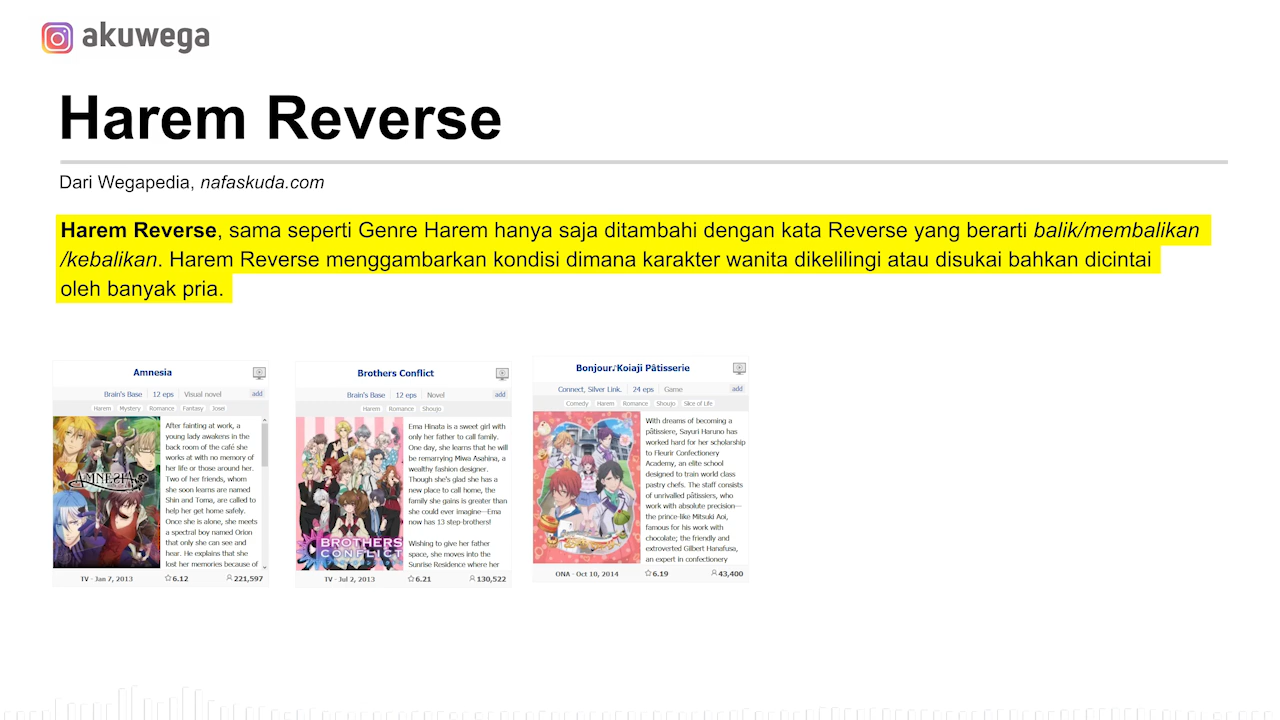 akuwega
Harem Reverse
Dari Wegapedia, nafaskuda.com
Harem Reverse, sama seperti Genre Harem hanya saja ditambahi dengan kata Reverse yang berarti balik/membalikan
/kebalikan. Harem Reverse menggambarkan kondisi dimana karakter wanita dikelilingi atau disukai bahkan dicintai
oleh banyak pria.
Amnesia
Brain's Base 12 eps Visual novel add
Harem Mystery Romance Fantasy Josei
After fainting at work, a
young lady awakens in the
back room of the café she
works at with no memory of
her life or those around her.
Two of her friends, whom
she soon learns are named
Shin and Toma, are called to
help her get home safely.
Once she is alone, she meets
a spectral boy named Orion
that only she can see and
hear. He explains that she
lost her memories because of
AMNESIA
TV - Jan 7, 2013 6.12 221,597
Brothers Conflict
Brain's Base 12 eps Novel add
Harem Romance Shoujo
Ema Hinata is a sweet girl with
only her father to call family.
One day, she learns that he will
be remarrying Miwa Asahina, a
wealthy fashion designer.
Though she's glad she has a
new place to call home, the
family she gains is greater than
she could ever imagine—Ema
now has 13 step-brothers!
Wishing to give her father
space, she moves into the
Sunrise Residence where her
BROTHERS
CONFLICT
TV - Jul 2, 2013 6.21 130,522
Bonjour♪Koiaji Pâtisserie
Connect, Silver Link. 24 eps Game add
Comedy Harem Romance Shoujo Slice of Life
With dreams of becoming a
pâtissiere, Sayuri Haruno has
worked hard for her scholarship
to Fleurir Confectionery
Academy, an elite school
designed to train world class
pastry chefs. The staff consists
of unrivalled pâtissiers, who
work with absolute precision—
the prince-like Mitsuki Aoi,
famous for his work with
chocolate; the friendly and
extroverted Gilbert Hanafusa,
an expert in confectionery
ONA - Oct 10, 2014 6.19 43,400